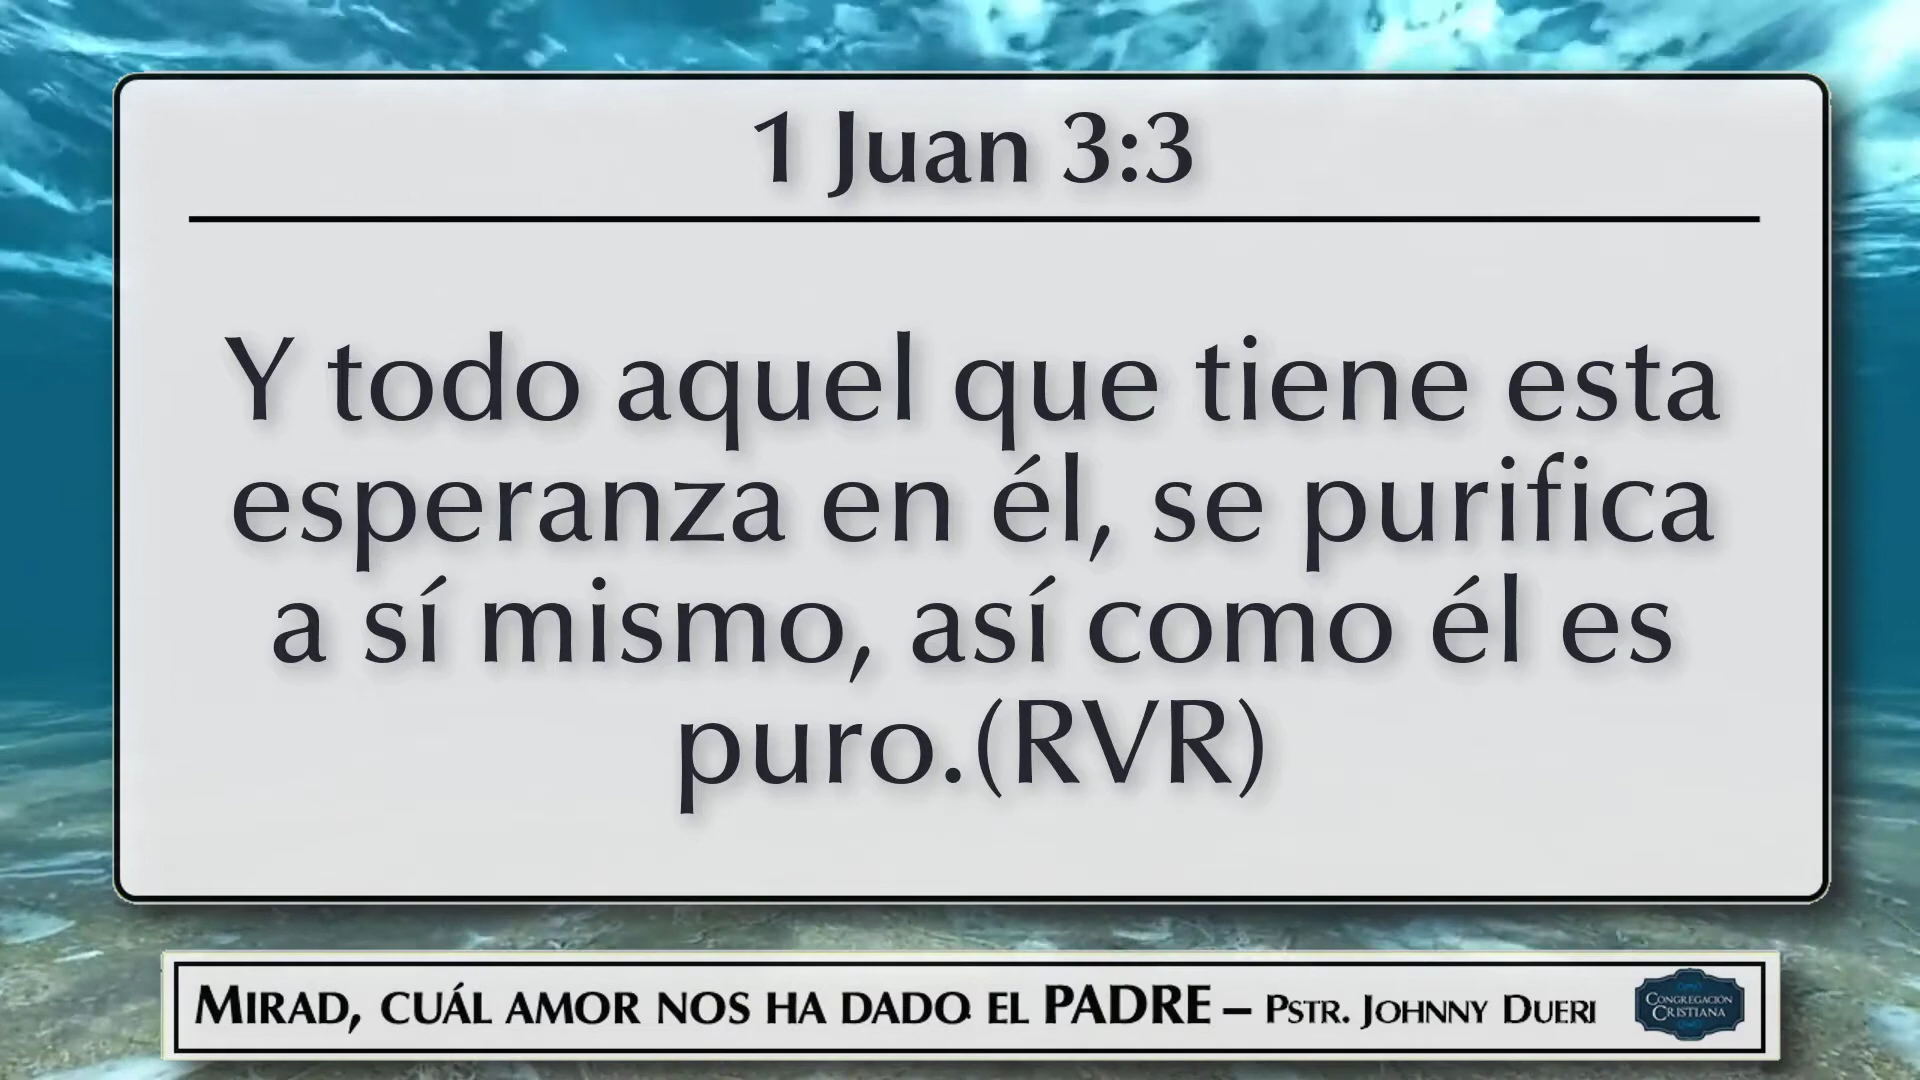 1 Juan 3:3
Y todo aquel que tiene esta
esperanza en él, se purifica
a sí mismo, así como él es
puro.(RVR)
Mirad, cuál amor nos ha dado el PADRE – Pstr. Johnny Dueri
Congregación
Cristiana